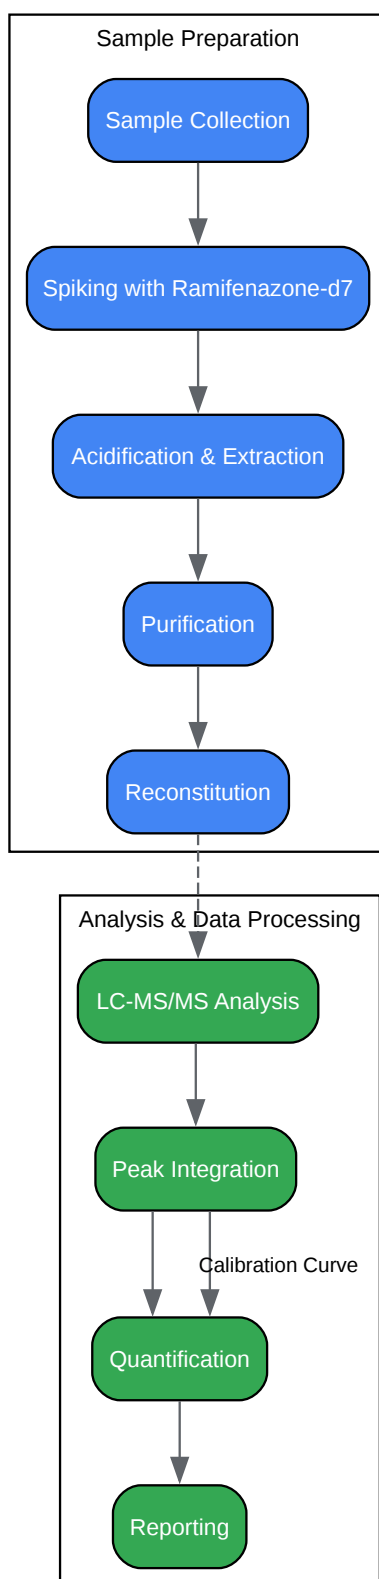 Sample Preparation
Sample Collection
Spiking with Ramifenazone-d7
Acidification & Extraction
Purification
Reconstitution
Analysis & Data Processing
LC-MS/MS Analysis
Peak Integration
Calibration Curve
Quantification
Reporting